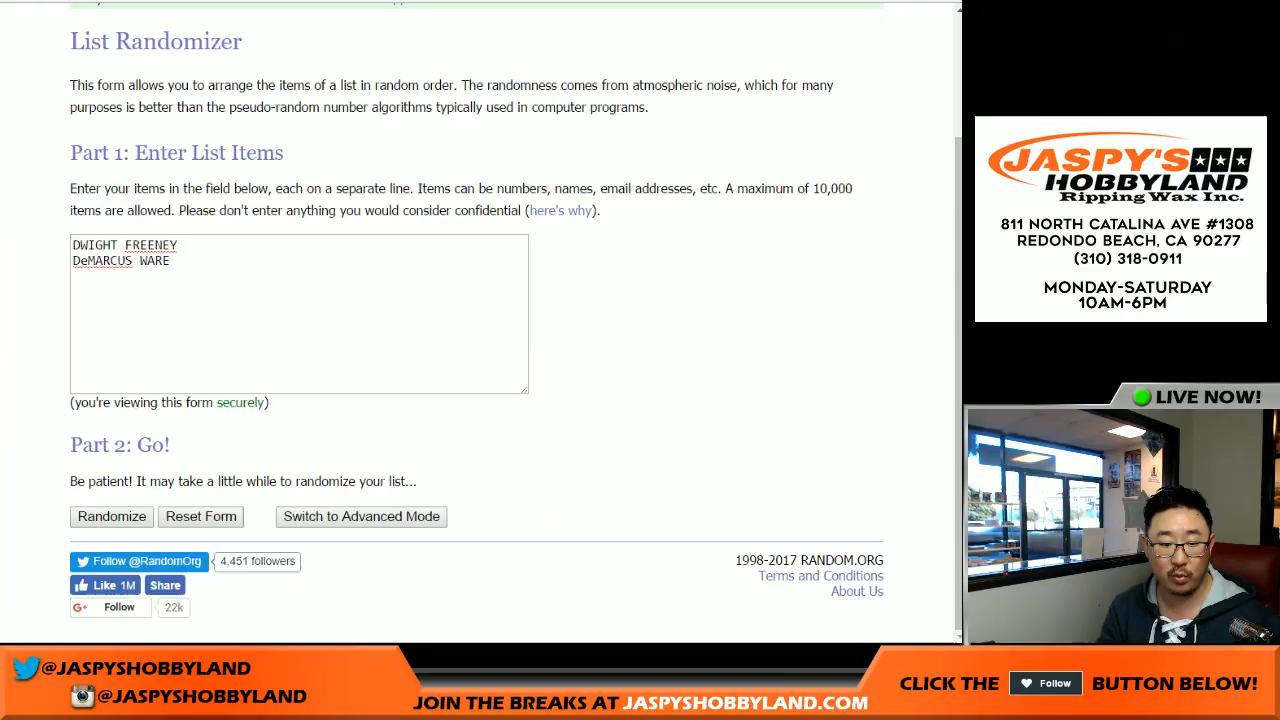 List Randomizer
This form allows you to arrange the items of a list in random order. The randomness comes from atmospheric noise, which for many
purposes is better than the pseudo-random number algorithms typically used in computer programs.
Part 1: Enter List Items
Enter your items in the field below, each on a separate line. Items can be numbers, names, email addresses, etc. A maximum of 10,000
items are allowed. Please don't enter anything you would consider confidential (here's why).
DWIGHT FREENEY
DeMARCUS WARE
(you're viewing this form securely)
Part 2: Go!
Be patient! It may take a little while to randomize your list...
Randomize
Reset Form
Switch to Advanced Mode
Follow @RandomOrg
4,451 followers
Like 1M
Share
G+ Follow
22k
1998-2017 RANDOM.ORG
Terms and Conditions
About Us
JASPY'S
HOBBYLAND
Ripping Wax Inc.
811 NORTH CATALINA AVE #1308
REDONDO BEACH, CA 90277
(310) 318-0911
MONDAY-SATURDAY
10AM-6PM
LIVE NOW!
@JASPYSHOBBYLAND
@JASPYSHOBBYLAND
JOIN THE BREAKS AT JASPYSHOBBYLAND.COM
CLICK THE Follow BUTTON BELOW!